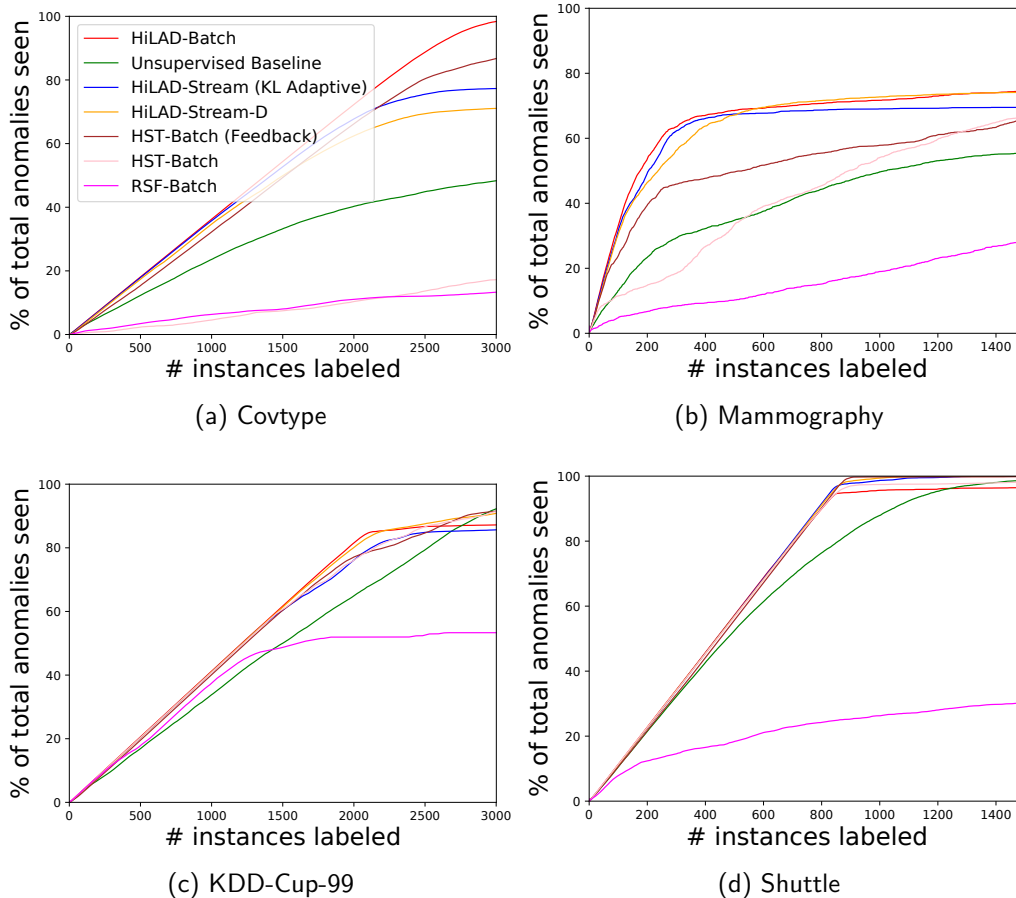 % of total anomalies seen
100
80
60
40
20
0
HiLAD-Batch
Unsupervised Baseline
HiLAD-Stream (KL Adaptive)
HiLAD-Stream-D
HST-Batch (Feedback)
HST-Batch
RSF-Batch
0 500 1000 1500 2000 2500 3000
# instances labeled
(a) Covtype
% of total anomalies seen
100
80
60
40
20
0
0 200 400 600 800 1000 1200 1400
# instances labeled
(b) Mammography
% of total anomalies seen
100
80
60
40
20
0
0 500 1000 1500 2000 2500 3000
# instances labeled
(c) KDD-Cup-99
% of total anomalies seen
100
80
60
40
20
0
0 200 400 600 800 1000 1200 1400
# instances labeled
(d) Shuttle